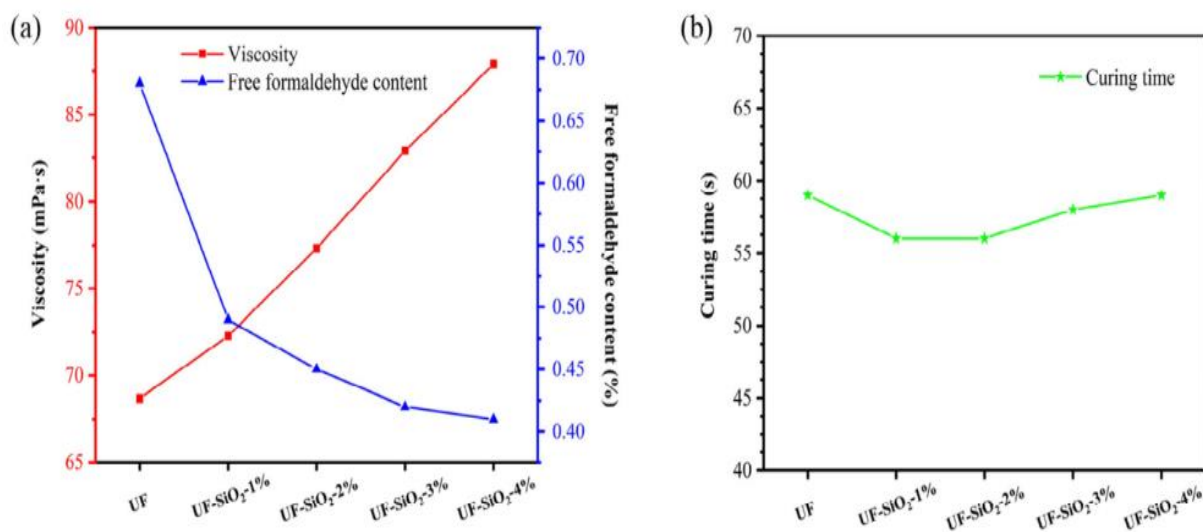 (a)
Viscosity
Free formaldehyde content
90
85
80
75
70
65
Viscosity (mPa·s)
0.70
0.65
0.60
0.55
0.50
0.45
0.40
Free formaldehyde content (%)
UF
UF-SiO₂-1%
UF-SiO₂-2%
UF-SiO₂-3%
UF-SiO₂-4%
(b)
Curing time
70
65
60
55
50
45
40
Curing time (s)
UF
UF-SiO₂-1%
UF-SiO₂-2%
UF-SiO₂-3%
UF-SiO₂-4%